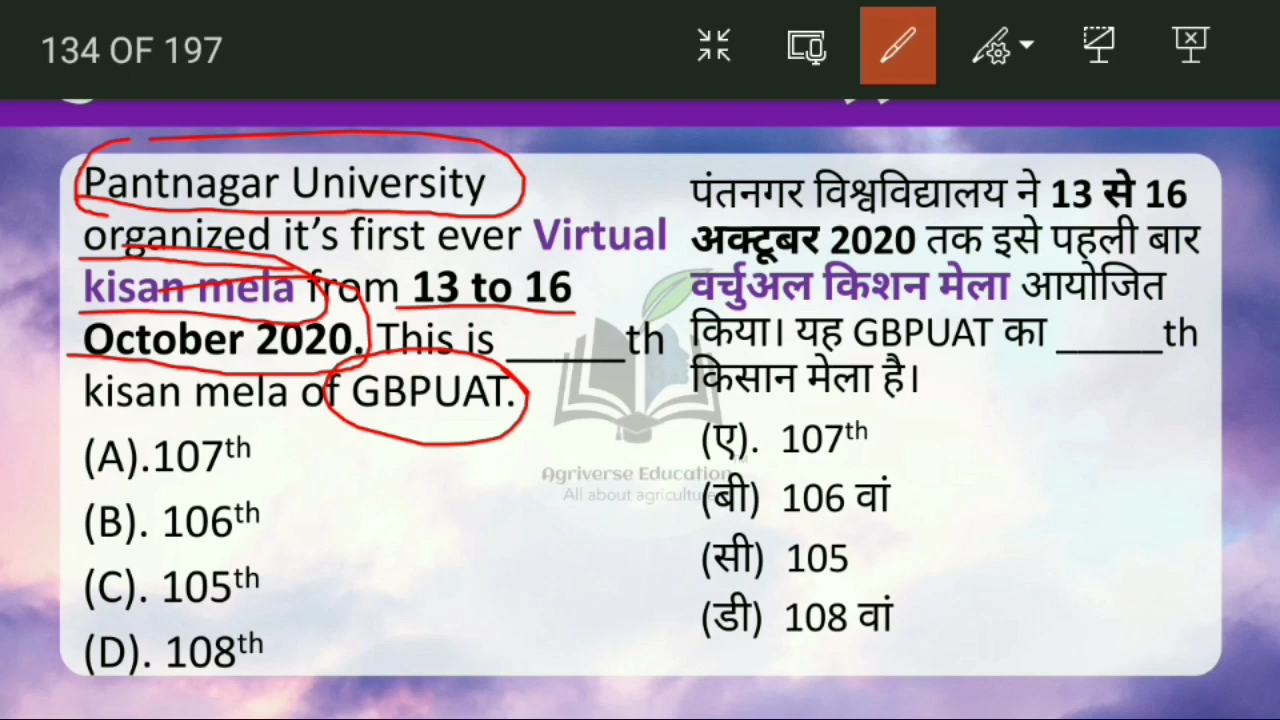 134 OF 197
Pantnagar University
organized it’s first ever Virtual
kisan mela from 13 to 16
October 2020. This is ______th
kisan mela of GBPUAT.
(A).107th
(B). 106th
(C). 105th
(D). 108th
पंतनगर विश्वविद्यालय ने 13 से 16
अक्टूबर 2020 तक इसे पहली बार
वर्चुअल किशन मेला आयोजित
किया। यह GBPUAT का ______th
किसान मेला है।
(ए). 107th
(बी) 106 वां
(सी) 105
(डी) 108 वां
Agriverse Education™
All about agriculture